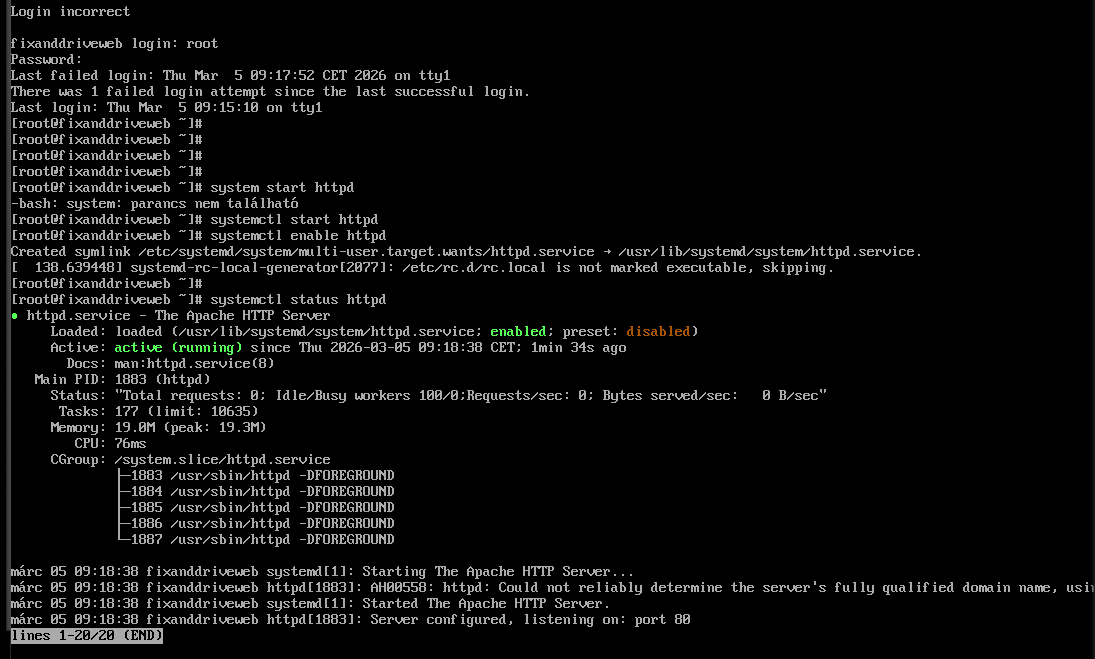 Login incorrect
fixanddriveweb login: root
Password:
Last failed login: Thu Mar  5 09:17:52 CET 2026 on tty1
There was 1 failed login attempt since the last successful login.
Last login: Thu Mar  5 09:15:10 on tty1
[root@fixanddriveweb ~]#
[root@fixanddriveweb ~]#
[root@fixanddriveweb ~]#
[root@fixanddriveweb ~]#
[root@fixanddriveweb ~]# system start httpd
-bash: system: parancs nem található
[root@fixanddriveweb ~]# systemctl start httpd
[root@fixanddriveweb ~]# systemctl enable httpd
Created symlink /etc/systemd/system/multi-user.target.wants/httpd.service → /usr/lib/systemd/system/httpd.service.
[  138.639448] systemd-rc-local-generator[2077]: /etc/rc.d/rc.local is not marked executable, skipping.
[root@fixanddriveweb ~]#
[root@fixanddriveweb ~]# systemctl status httpd
● httpd.service - The Apache HTTP Server
     Loaded: loaded (/usr/lib/systemd/system/httpd.service; enabled; preset: disabled)
     Active: active (running) since Thu 2026-03-05 09:18:38 CET; 1min 34s ago
       Docs: man:httpd.service(8)
   Main PID: 1883 (httpd)
     Status: "Total requests: 0; Idle/Busy workers 100/0;Requests/sec: 0; Bytes served/sec:   0 B/sec"
      Tasks: 177 (limit: 10635)
     Memory: 19.0M (peak: 19.3M)
        CPU: 76ms
     CGroup: /system.slice/httpd.service
             ├─1883 /usr/sbin/httpd -DFOREGROUND
             ├─1884 /usr/sbin/httpd -DFOREGROUND
             ├─1885 /usr/sbin/httpd -DFOREGROUND
             ├─1886 /usr/sbin/httpd -DFOREGROUND
             └─1887 /usr/sbin/httpd -DFOREGROUND
márc 05 09:18:38 fixanddriveweb systemd[1]: Starting The Apache HTTP Server...
márc 05 09:18:38 fixanddriveweb httpd[1883]: AH00558: httpd: Could not reliably determine the server's fully qualified domain name, usin
márc 05 09:18:38 fixanddriveweb systemd[1]: Started The Apache HTTP Server.
márc 05 09:18:38 fixanddriveweb httpd[1883]: Server configured, listening on: port 80
lines 1-20/20 (END)